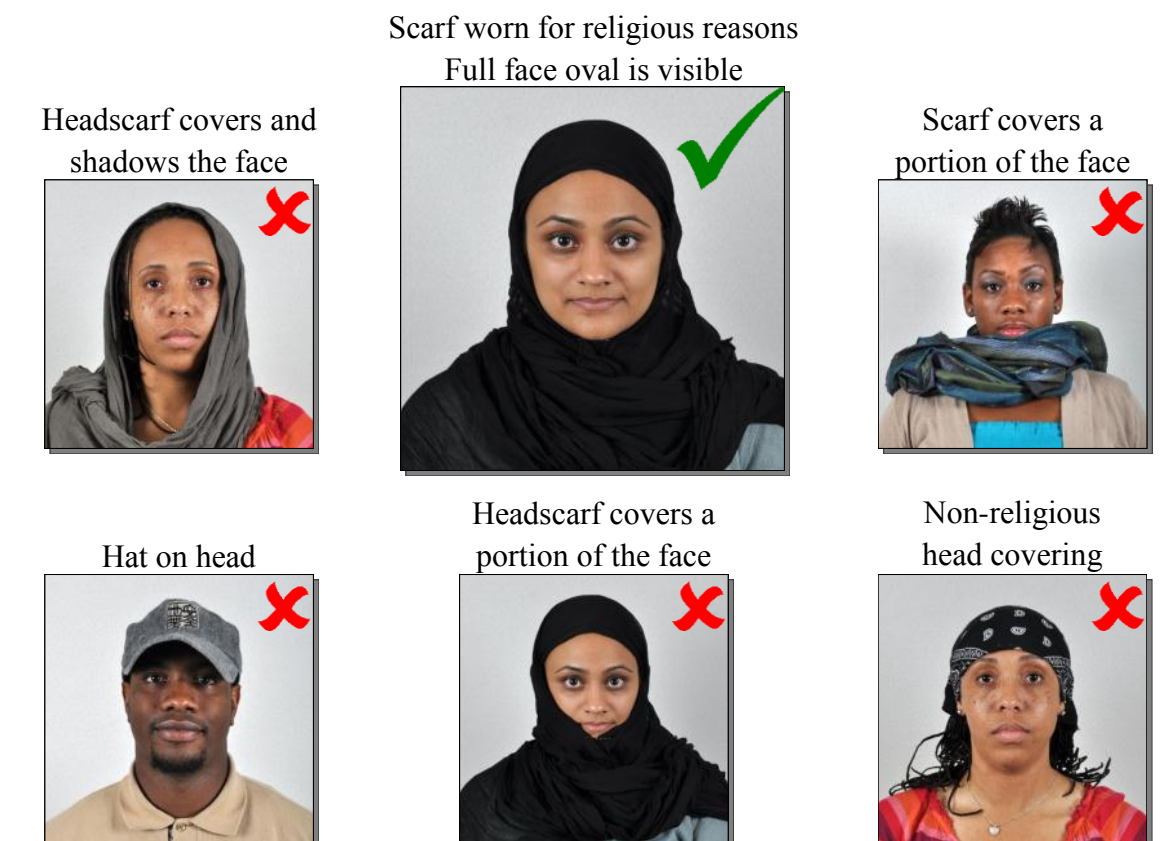 Scarf worn for religious reasons
Full face oval is visible
Headscarf covers and
shadows the face
Scarf covers a
portion of the face
Hat on head
Headscarf covers a
portion of the face
Non-religious
head covering